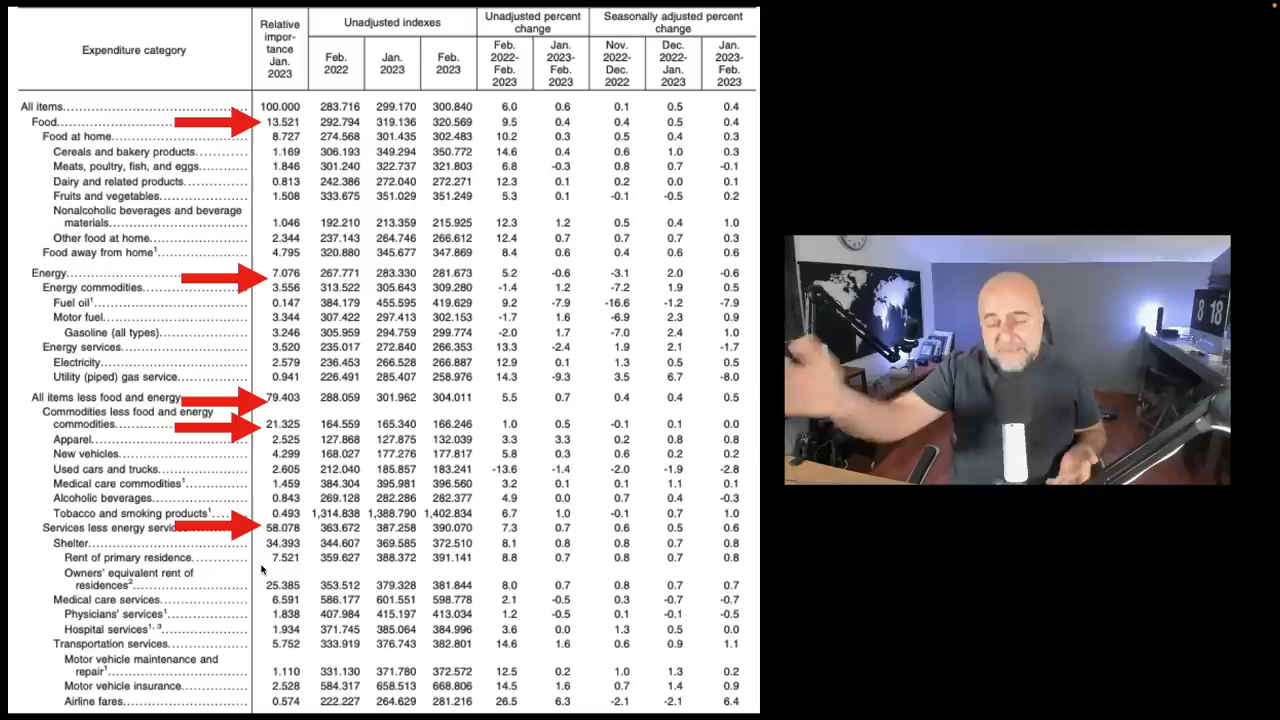 Expenditure category
Relative
impor-
tance
Jan.
2023
Unadjusted indexes
Unadjusted percent
change
Seasonally adjusted percent
change
Feb.
2022
Jan.
2023
Feb.
2023
Feb.
2022-
Feb.
2023
Jan.
2023-
Feb.
2023
Nov.
2022-
Dec.
2022
Dec.
2022-
Jan.
2023
Jan.
2023-
Feb.
2023
All items 100.000 283.716 299.170 300.840 6.0 0.6 0.1 0.5 0.4
Food 13.521 292.794 319.136 320.569 9.5 0.4 0.4 0.5 0.4
Food at home 8.727 274.568 301.435 302.483 10.2 0.3 0.5 0.4 0.3
Cereals and bakery products 1.169 306.193 349.294 350.772 14.6 0.4 0.6 1.0 0.3
Meats, poultry, fish, and eggs 1.846 301.240 322.737 321.803 6.8 -0.3 0.8 0.7 -0.1
Dairy and related products 0.813 242.386 272.040 272.271 12.3 0.1 0.2 0.0 0.1
Fruits and vegetables 1.508 333.675 351.029 351.249 5.3 0.1 -0.1 -0.5 0.2
Nonalcoholic beverages and beverage
materials 1.046 192.210 213.359 215.925 12.3 1.2 0.5 0.4 1.0
Other food at home 2.344 237.143 264.746 266.612 12.4 0.7 0.7 0.7 0.3
Food away from home¹ 4.795 320.880 345.677 347.869 8.4 0.6 0.4 0.6 0.6
Energy 7.076 267.771 283.330 281.673 5.2 -0.6 -3.1 2.0 -0.6
Energy commodities 3.556 313.522 305.643 309.280 -1.4 1.2 -7.2 1.9 0.5
Fuel oil¹ 0.147 384.179 455.595 419.629 9.2 -7.9 -16.6 -1.2 -7.9
Motor fuel 3.344 307.422 297.413 302.153 -1.7 1.6 -6.9 2.3 0.9
Gasoline (all types) 3.246 305.959 294.759 299.774 -2.0 1.7 -7.0 2.4 1.0
Energy services 3.520 235.017 272.840 266.353 13.3 -2.4 1.9 2.1 -1.7
Electricity 2.579 236.453 266.528 266.887 12.9 0.1 1.3 0.5 0.5
Utility (piped) gas service 0.941 226.491 285.407 258.976 14.3 -9.3 3.5 6.7 -8.0
All items less food and energy 79.403 288.059 301.962 304.011 5.5 0.7 0.4 0.4 0.5
Commodities less food and energy
commodities 21.325 164.559 165.340 166.246 1.0 0.5 -0.1 0.1 0.0
Apparel 2.525 127.868 127.875 132.039 3.3 3.3 0.2 0.8 0.8
New vehicles 4.299 168.027 177.276 177.817 5.8 0.3 0.6 0.2 0.2
Used cars and trucks 2.605 212.040 185.857 183.241 -13.6 -1.4 -2.0 -1.9 -2.8
Medical care commodities¹ 1.459 384.304 395.981 396.560 3.2 0.1 0.1 1.1 0.1
Alcoholic beverages 0.843 269.128 282.286 282.377 4.9 0.0 0.7 0.4 -0.3
Tobacco and smoking products¹ 0.493 1,314.838 1,388.790 1,402.834 6.7 1.0 -0.1 0.7 1.0
Services less energy servic 58.078 363.672 387.258 390.070 7.3 0.7 0.6 0.5 0.6
Shelter 34.393 344.607 369.585 372.510 8.1 0.8 0.8 0.7 0.8
Rent of primary residence 7.521 359.627 388.372 391.141 8.8 0.7 0.8 0.7 0.8
Owners' equivalent rent of
residences² 25.385 353.512 379.328 381.844 8.0 0.7 0.8 0.7 0.7
Medical care services 6.591 586.177 601.551 598.778 2.1 -0.5 0.3 -0.7 -0.7
Physicians' services¹ 1.838 407.984 415.197 413.034 1.2 -0.5 0.1 -0.1 -0.5
Hospital services¹˒ ³ 1.934 371.745 385.064 384.996 3.6 0.0 1.3 0.5 0.0
Transportation services 5.752 333.919 376.743 382.801 14.6 1.6 0.6 0.9 1.1
Motor vehicle maintenance and
repair¹ 1.110 331.130 371.780 372.572 12.5 0.2 1.0 1.3 0.2
Motor vehicle insurance 2.528 584.317 658.513 668.806 14.5 1.6 0.7 1.4 0.9
Airline fares 0.574 222.227 264.629 281.216 26.5 6.3 -2.1 -2.1 6.4
8 18